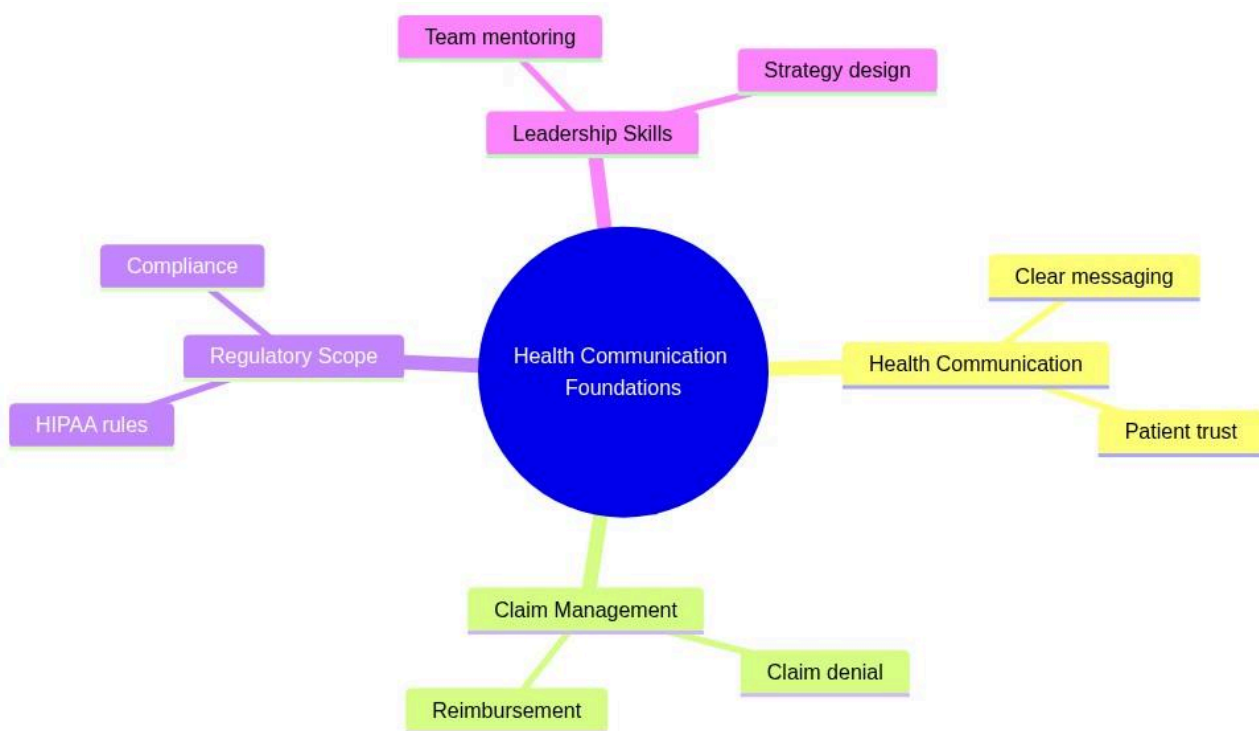 Team mentoring
Strategy design
Leadership Skills
Compliance
Clear messaging
Regulatory Scope
Health Communication
Foundations
Health Communication
HIPAA rules
Patient trust
Claim Management
Claim denial
Reimbursement